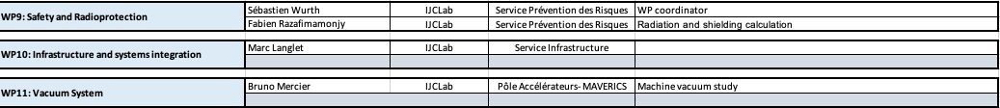 WP9: Safety and Radioprotection
Sébastien Wurth IJCLab Service Prévention des Risques WP coordinator
Fabien Razafimamonjy IJCLab Service Prévention des Risques Radiation and shielding calculation
WP10: Infrastructure and systems integration
Marc Langlet IJCLab Service Infrastructure
WP11: Vacuum System
Bruno Mercier IJCLab Pôle Accélérateurs- MAVERICS Machine vacuum study